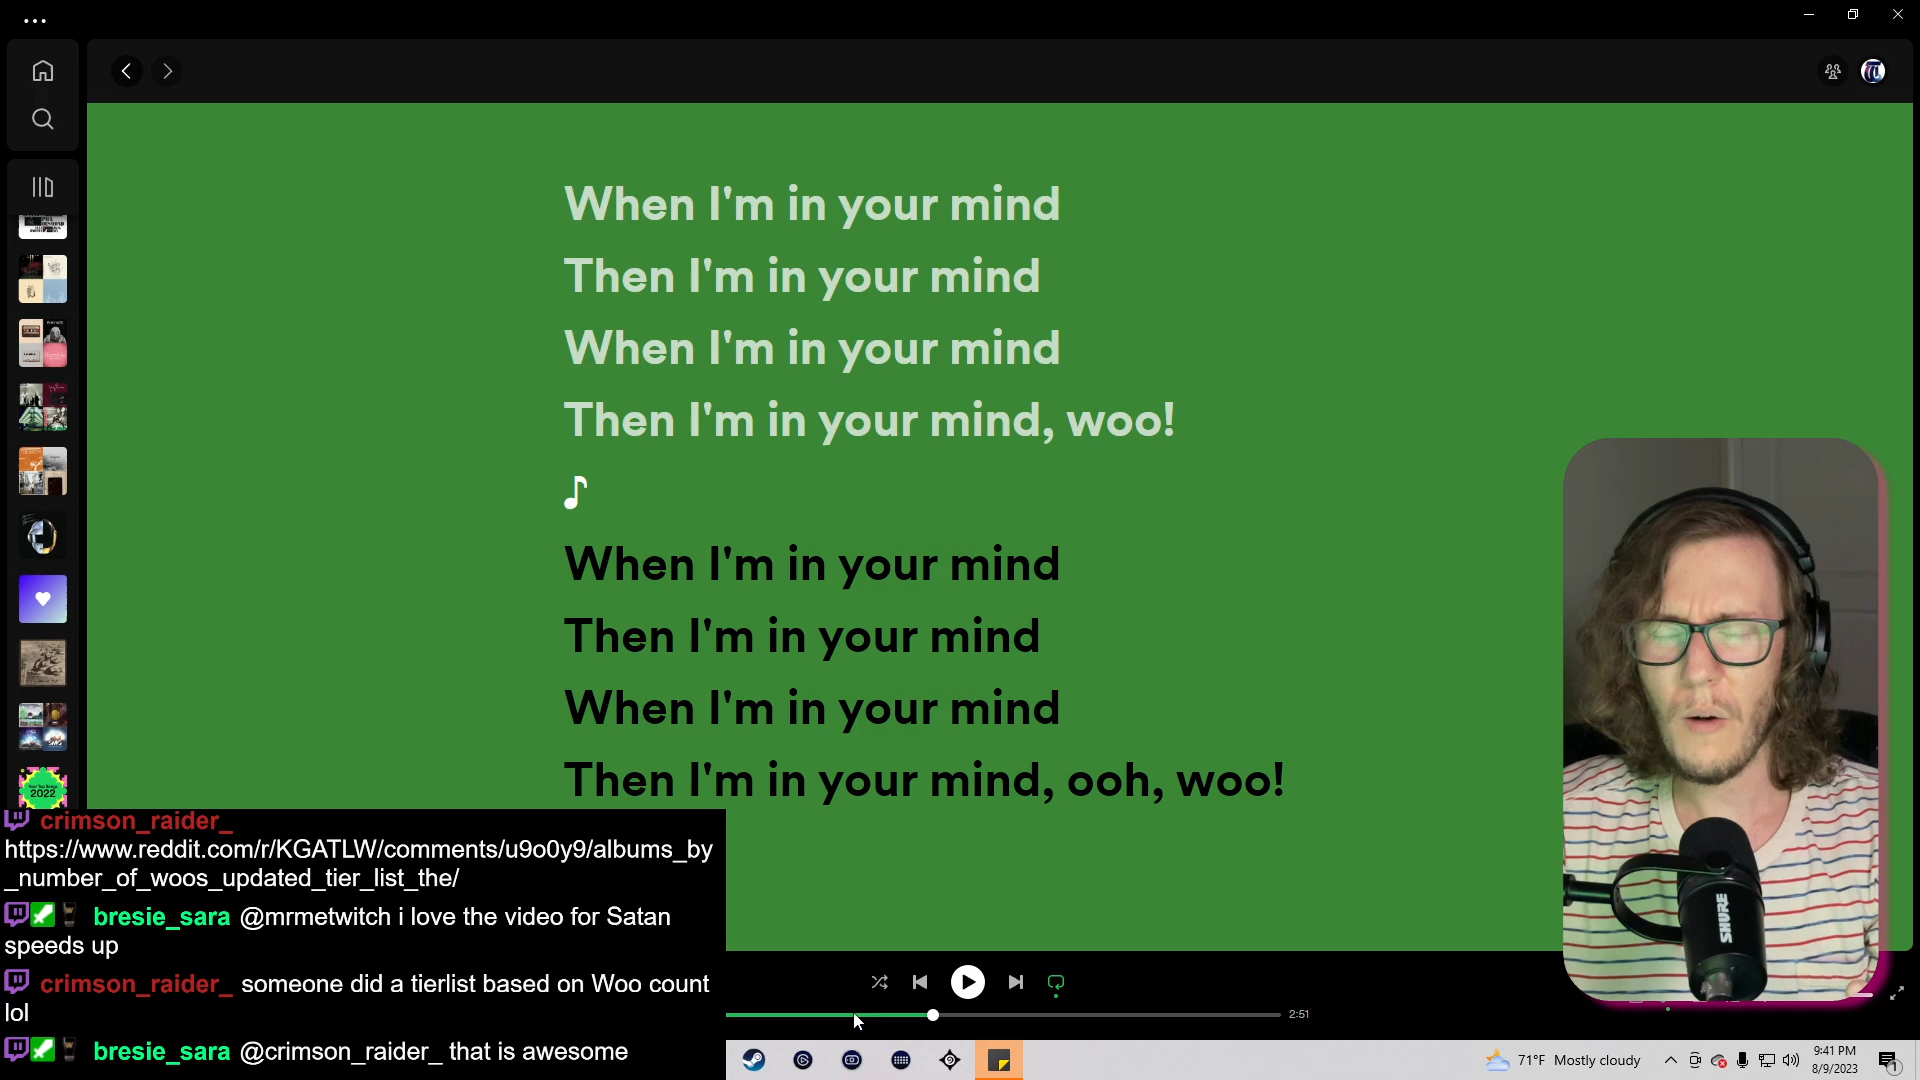 When I'm in your mind
Then I'm in your mind
When I'm in your mind
Then I'm in your mind, woo!
When I'm in your mind
Then I'm in your mind
When I'm in your mind
Then I'm in your mind, ooh, woo!
2022
crimson_raider_
https://www.reddit.com/r/KGATLW/comments/u9o0y9/albums_by
_number_of_woos_updated_tier_list_the/
bresie_sara @mrmetwitch i love the video for Satan
speeds up
crimson_raider_ someone did a tierlist based on Woo count
lol
bresie_sara @crimson_raider_ that is awesome
2:51
SHURE
71°F Mostly cloudy
9:41 PM
8/9/2023
1